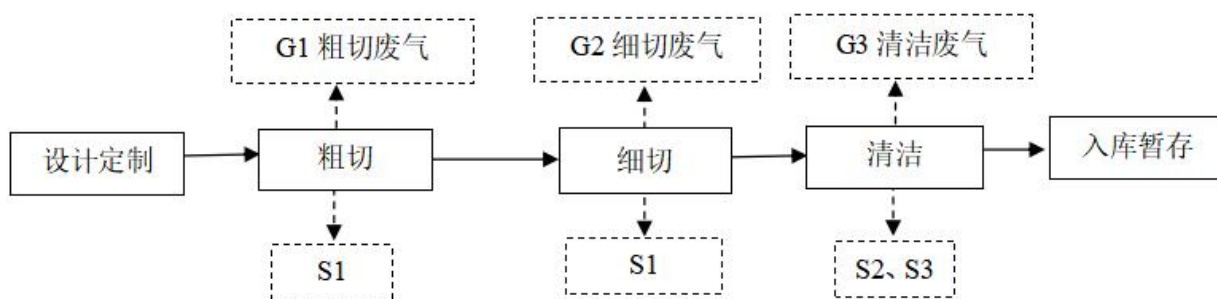 G1 粗切废气
G2 细切废气
G3 清洁废气
设计定制
粗切
细切
清洁
入库暂存
S1
S1
S2、S3